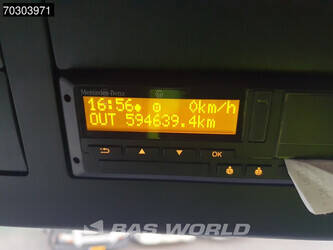 70303971
Mercedes-Benz
16:56 0km/h
OUT 594639.4km
OK
BAS WORLD